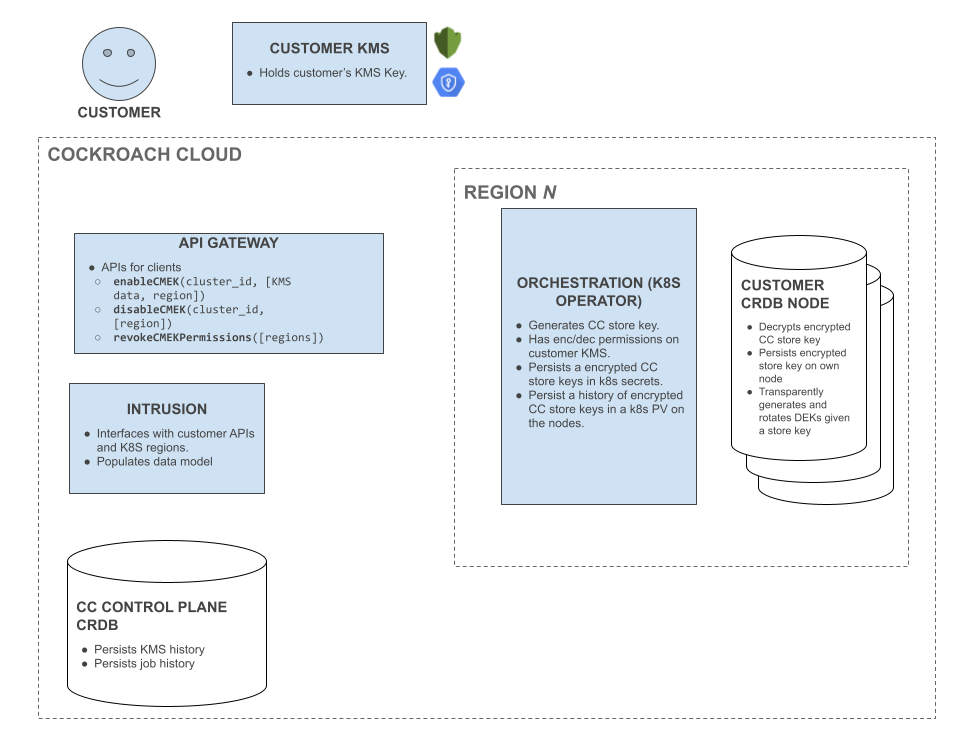 CUSTOMER
CUSTOMER KMS
● Holds customer's KMS Key.
COCKROACH CLOUD
API GATEWAY
● APIs for clients
○ enableCMEK(cluster_id, [KMS
data, region])
○ disableCMEK(cluster_id,
[region])
○ revokeCMEKPermissions([regions])
INTRUSION
● Interfaces with customer APIs
and K8S regions.
● Populates data model
CC CONTROL PLANE
CRDB
● Persists KMS history
● Persists job history
REGION N
ORCHESTRATION (K8S
OPERATOR)
● Generates CC store key.
● Has enc/dec permissions on
customer KMS.
● Persists a encrypted CC
store keys in k8s secrets.
● Persist a history of encrypted
CC store keys in a k8s PV on
the nodes.
CUSTOMER
CRDB NODE
● Decrypts encrypted
CC store key
● Persists encrypted
store key on own
node
● Transparently
generates and
rotates DEKs given
a store key